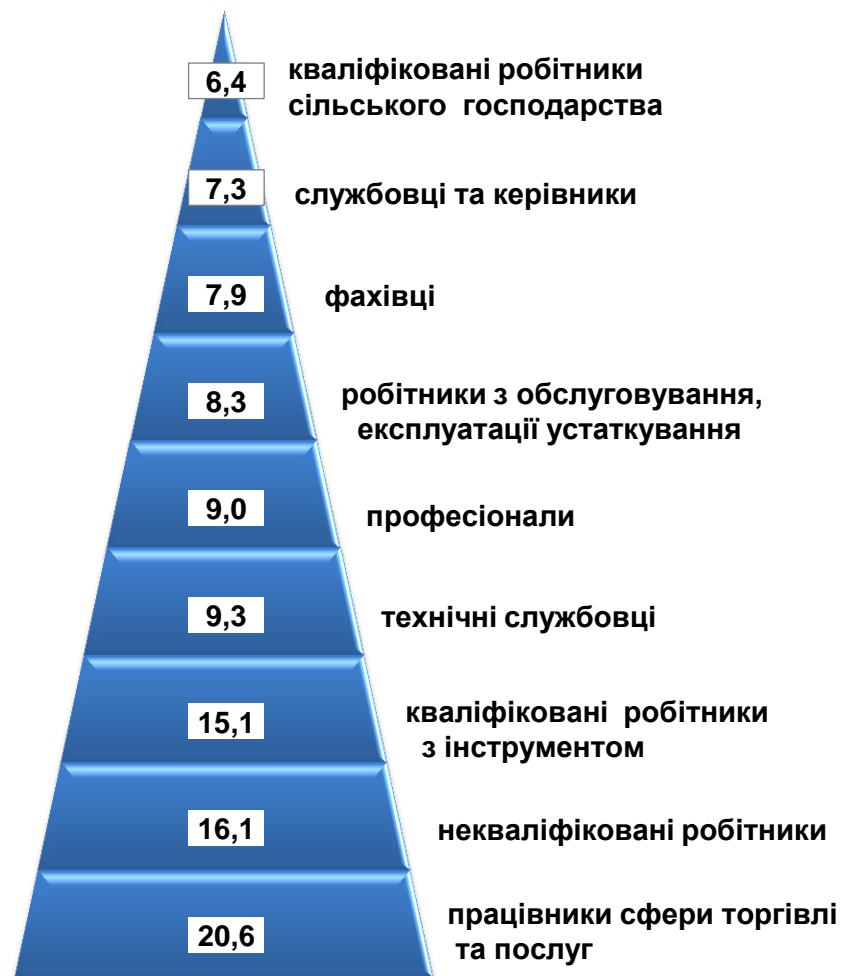 6,4
кваліфіковані робітники
сільського господарства
7,3
службовці та керівники
7,9
фахівці
8,3
робітники з обслуговування,
експлуатації устаткування
9,0
професіонали
9,3
технічні службовці
15,1
кваліфіковані робітники
з інструментом
16,1
некваліфіковані робітники
20,6
працівники сфери торгівлі
та послуг